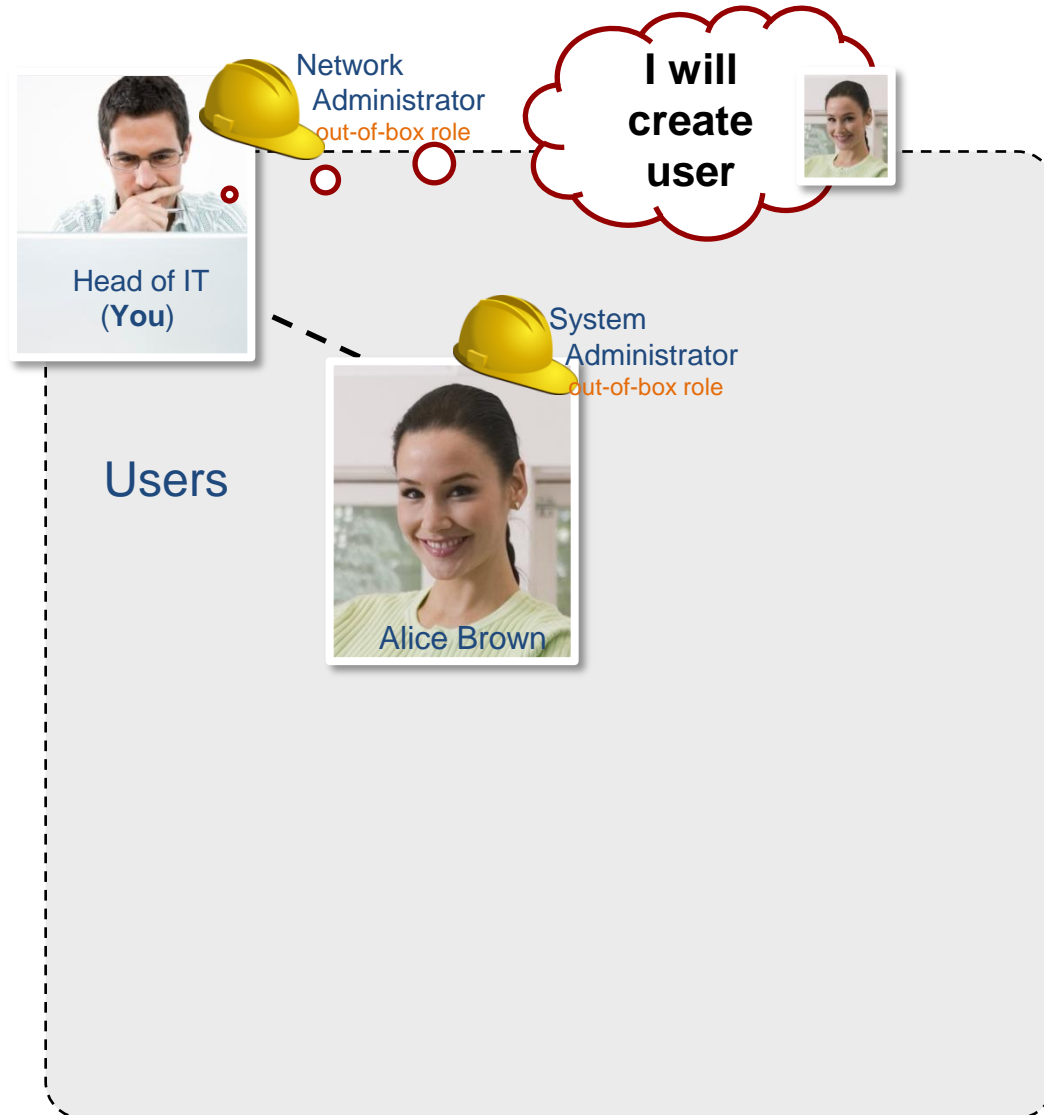 Network
Administrator
out-of-box role
I will
create
user
Head of IT
(You)
System
Administrator
out-of-box role
Users
Alice Brown